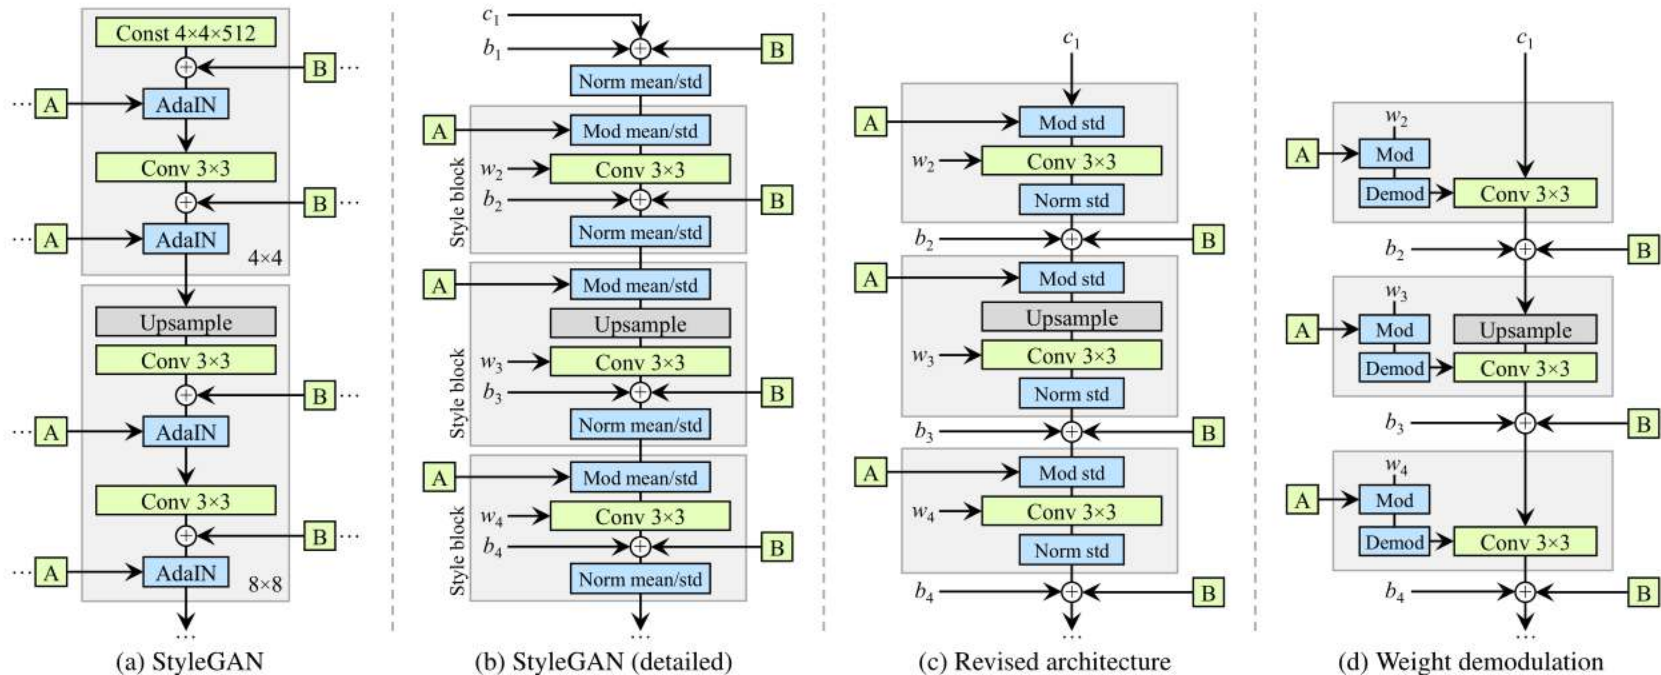 Const 4×4×512
B ...
... A
AdaIN
Conv 3×3
B ...
... A
AdaIN
4×4
Upsample
Conv 3×3
B ...
... A
AdaIN
Conv 3×3
B ...
... A
AdaIN
8×8
...
(a) StyleGAN
c1
b1
B
Norm mean/std
A
Mod mean/std
w2
Conv 3×3
b2
B
Norm mean/std
Style block
A
Mod mean/std
Upsample
w3
Conv 3×3
b3
B
Norm mean/std
Style block
A
Mod mean/std
w4
Conv 3×3
b4
B
Norm mean/std
Style block
...
(b) StyleGAN (detailed)
c1
A
Mod std
w2
Conv 3×3
Norm std
b2
B
A
Mod std
Upsample
w3
Conv 3×3
Norm std
b3
B
A
Mod std
w4
Conv 3×3
Norm std
b4
B
...
(c) Revised architecture
c1
w2
A
Mod
Demod
Conv 3×3
b2
B
w3
A
Mod
Upsample
Demod
Conv 3×3
b3
B
w4
A
Mod
Demod
Conv 3×3
b4
B
...
(d) Weight demodulation